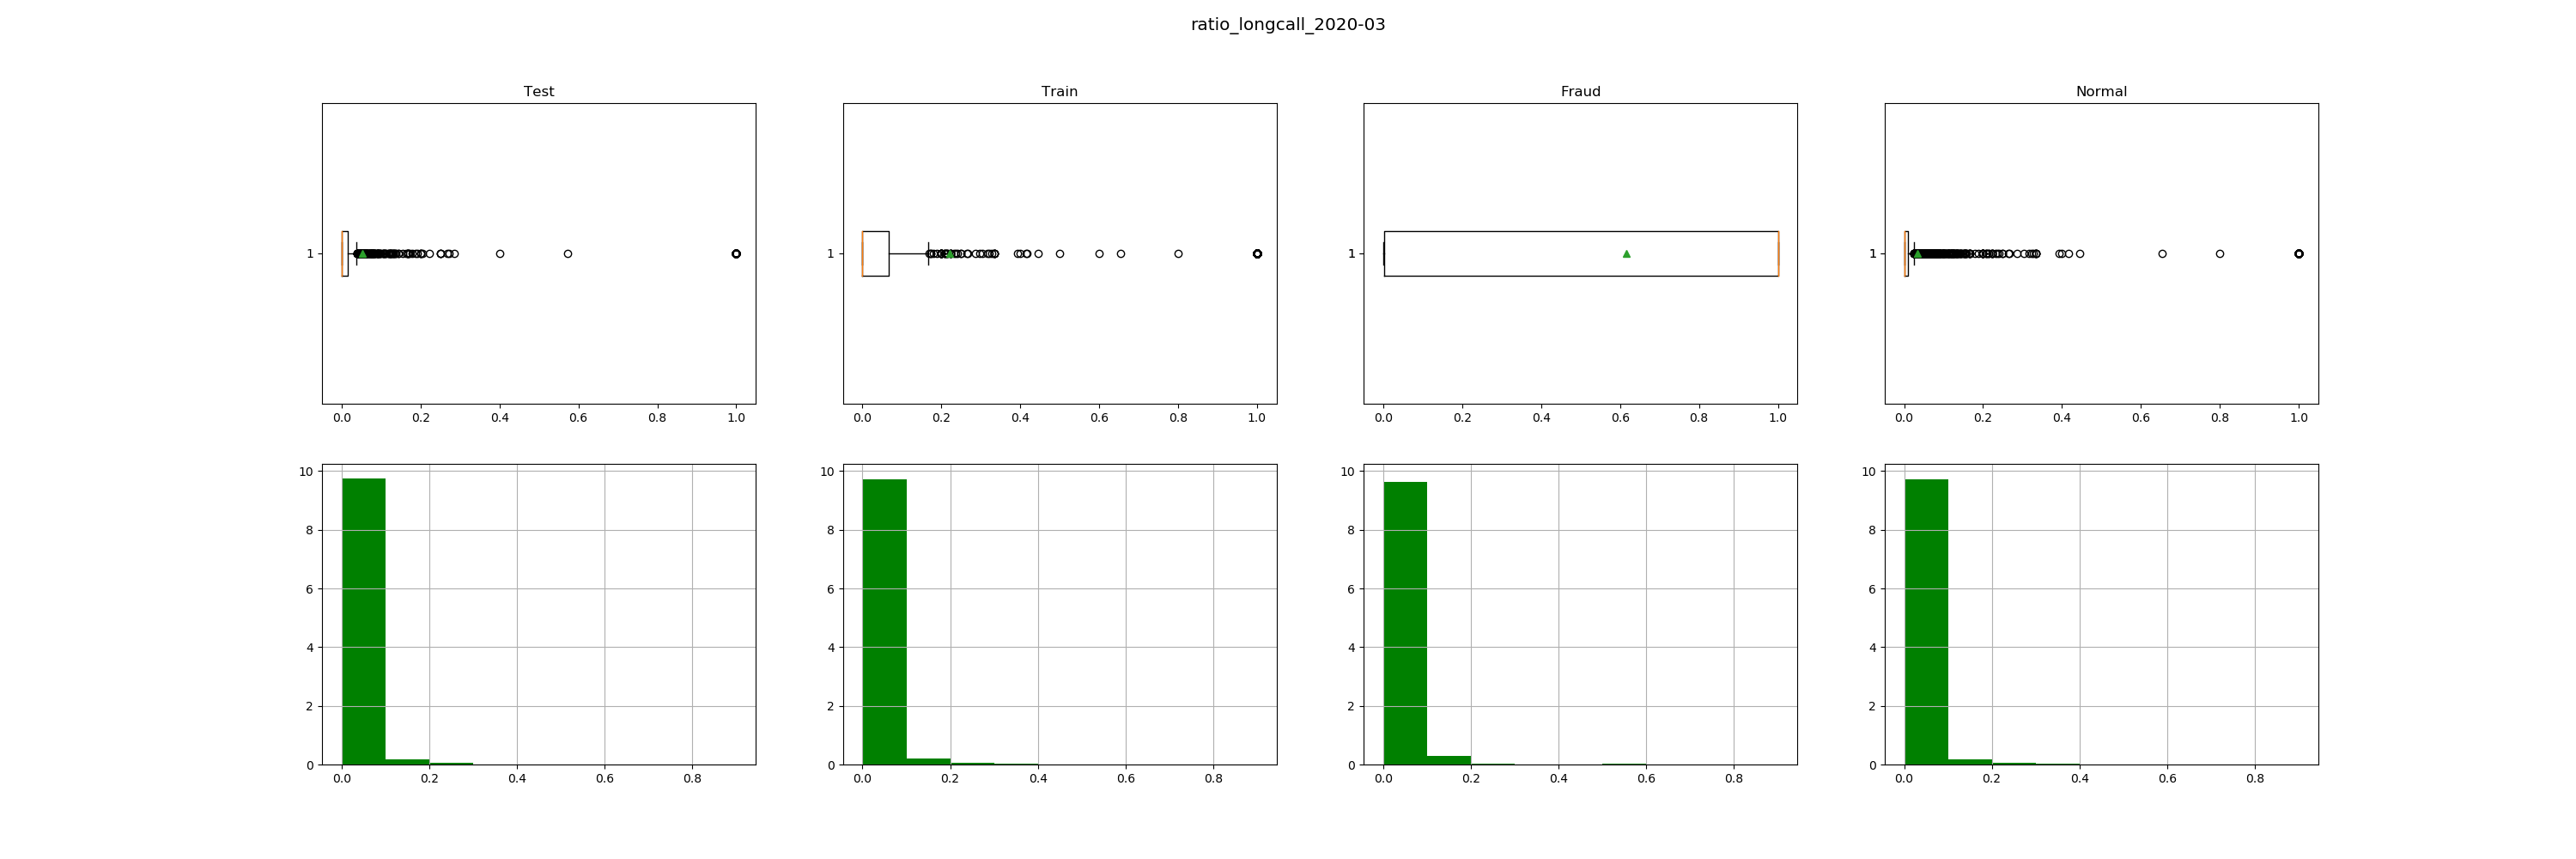 ratio_longcall_2020-03
Test Train Fraud Normal
1 1 1 1
0.0 0.2 0.4 0.6 0.8 1.0 0.0 0.2 0.4 0.6 0.8 1.0 0.0 0.2 0.4 0.6 0.8 1.0 0.0 0.2 0.4 0.6 0.8 1.0
10 10 10 10
8 8 8 8
6 6 6 6
4 4 4 4
2 2 2 2
0 0 0 0
0.0 0.2 0.4 0.6 0.8 0.0 0.2 0.4 0.6 0.8 0.0 0.2 0.4 0.6 0.8 0.0 0.2 0.4 0.6 0.8